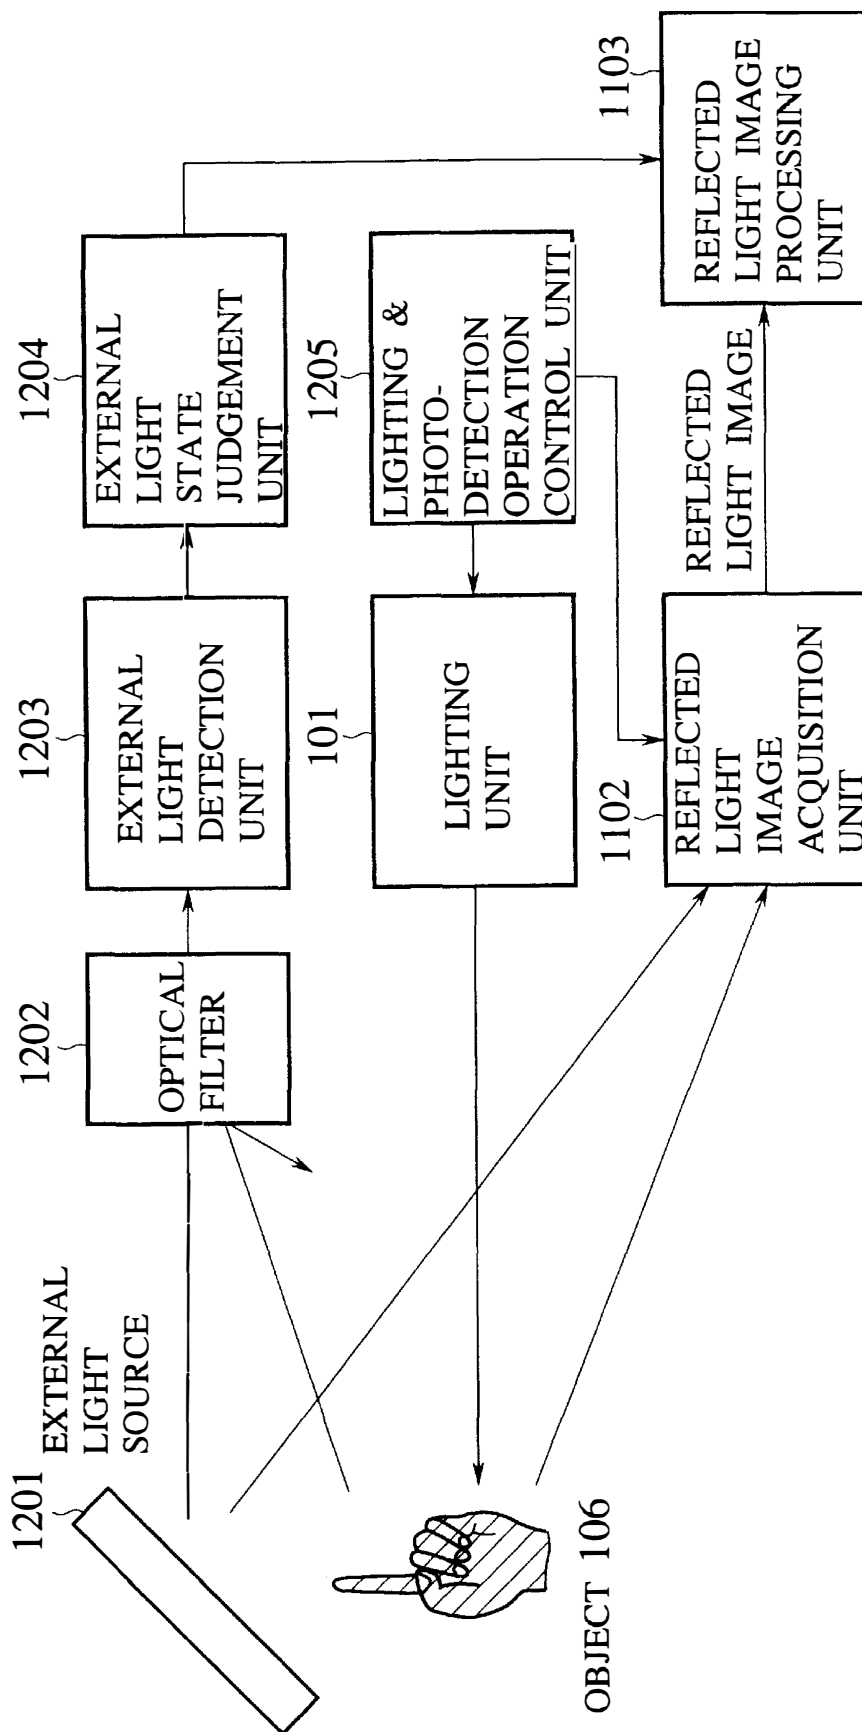 1201
EXTERNAL
LIGHT
SOURCE
1202
OPTICAL
FILTER
1203
EXTERNAL
LIGHT
DETECTION
UNIT
1204
EXTERNAL
LIGHT
STATE
JUDGEMENT
UNIT
OBJECT 106
101
LIGHTING
UNIT
1205
LIGHTING &
PHOTO-
DETECTION
OPERATION
CONTROL UNIT
1102
REFLECTED
LIGHT
IMAGE
ACQUISITION
UNIT
REFLECTED
LIGHT IMAGE
1103
REFLECTED
LIGHT IMAGE
PROCESSING
UNIT